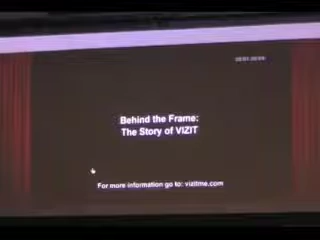 Behind the Frame:
The Story of VIZIT
For more information go to: vizitme.com